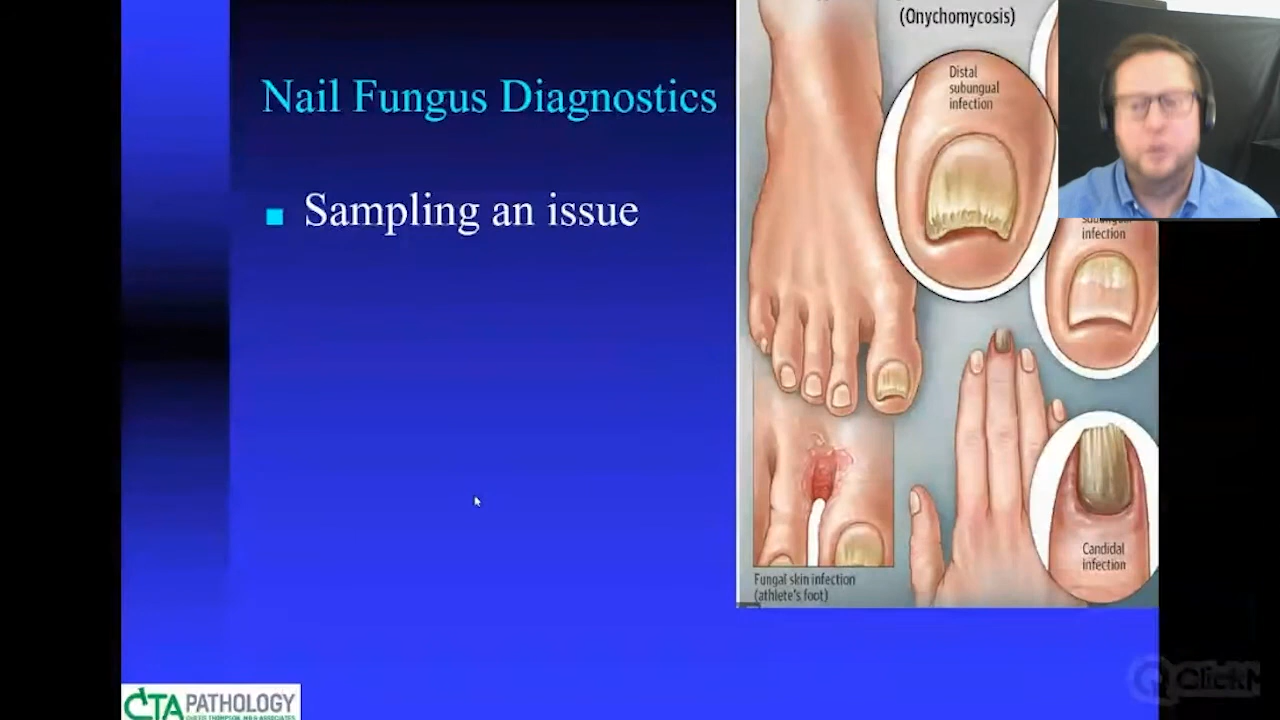 (Onychomycosis)
Distal
subungual
infection
Nail Fungus Diagnostics
Sampling an issue
infection
Candidal
infection
Fungal skin infection
(athlete's foot)
CTA PATHOLOGY